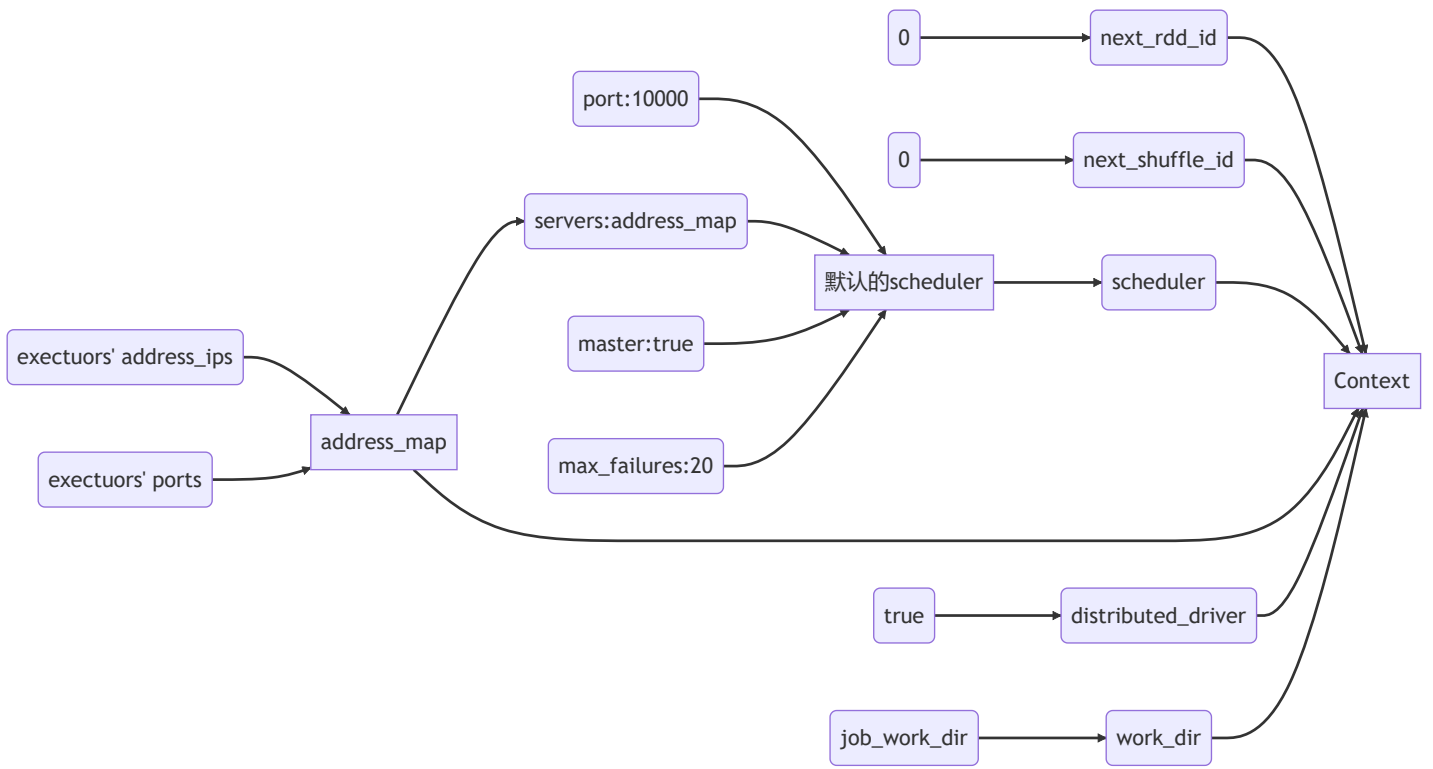 0
next_rdd_id
port:10000
0
next_shuffle_id
servers:address_map
默认的scheduler
scheduler
master:true
exectuors' address_ips
Context
address_map
max_failures:20
exectuors' ports
true
distributed_driver
job_work_dir
work_dir